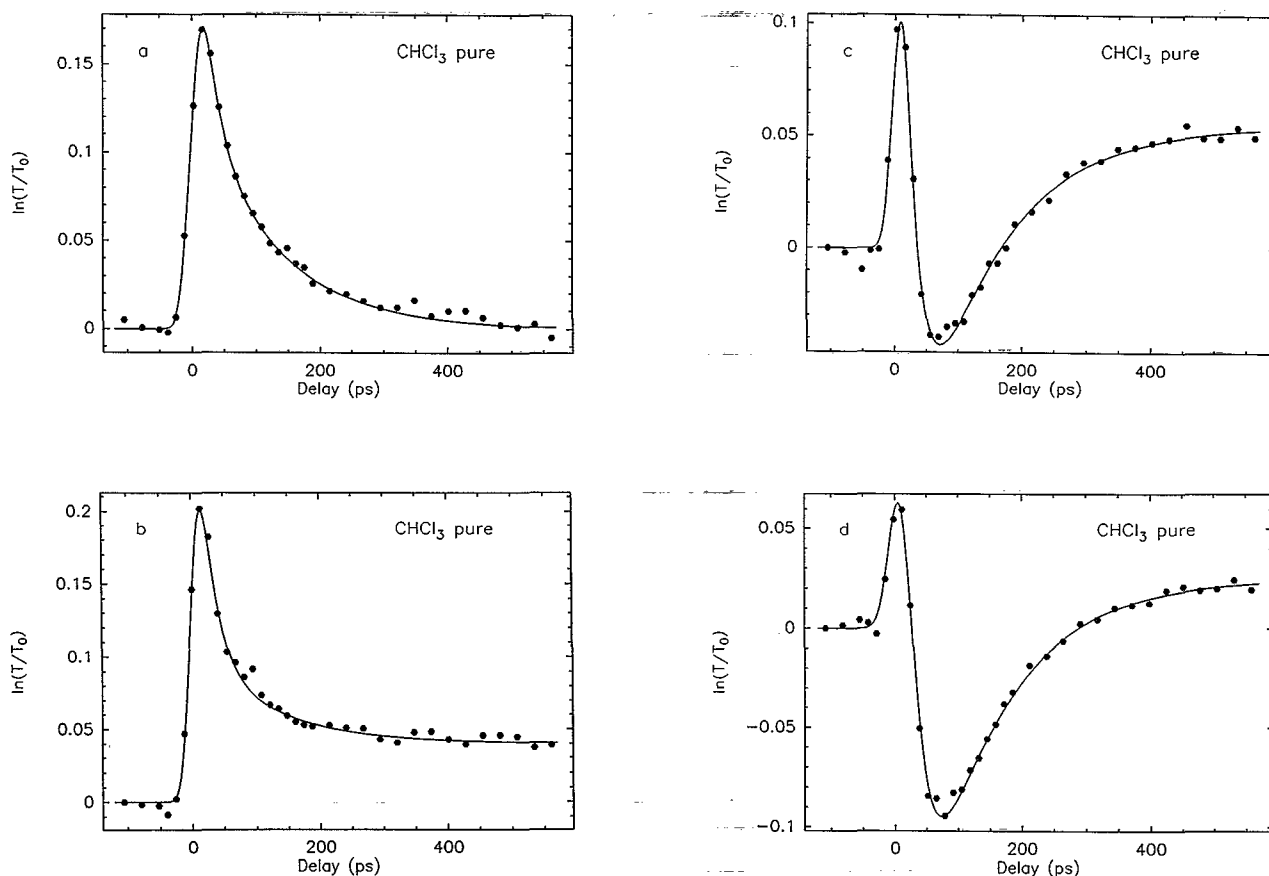 a
CHCl3 pure
0.15
0.1
0.05
0
ln(T/T0)
0 200 400
Delay (ps)
c
CHCl3 pure
0.1
0.05
0
ln(T/T0)
0 200 400
Delay (ps)
b
CHCl3 pure
0.2
0.15
0.1
0.05
0
ln(T/T0)
0 200 400
Delay (ps)
d
CHCl3 pure
0.05
0
-0.05
-0.1
ln(T/T0)
0 200 400
Delay (ps)